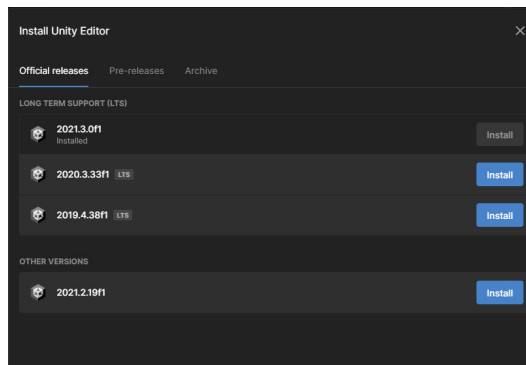 Install Unity Editor
Official releases Pre-releases Archive
LONG TERM SUPPORT (LTS)
2021.3.0f1
Installed
Install
2020.3.33f1 LTS
Install
2019.4.38f1 LTS
Install
OTHER VERSIONS
2021.2.19f1
Install